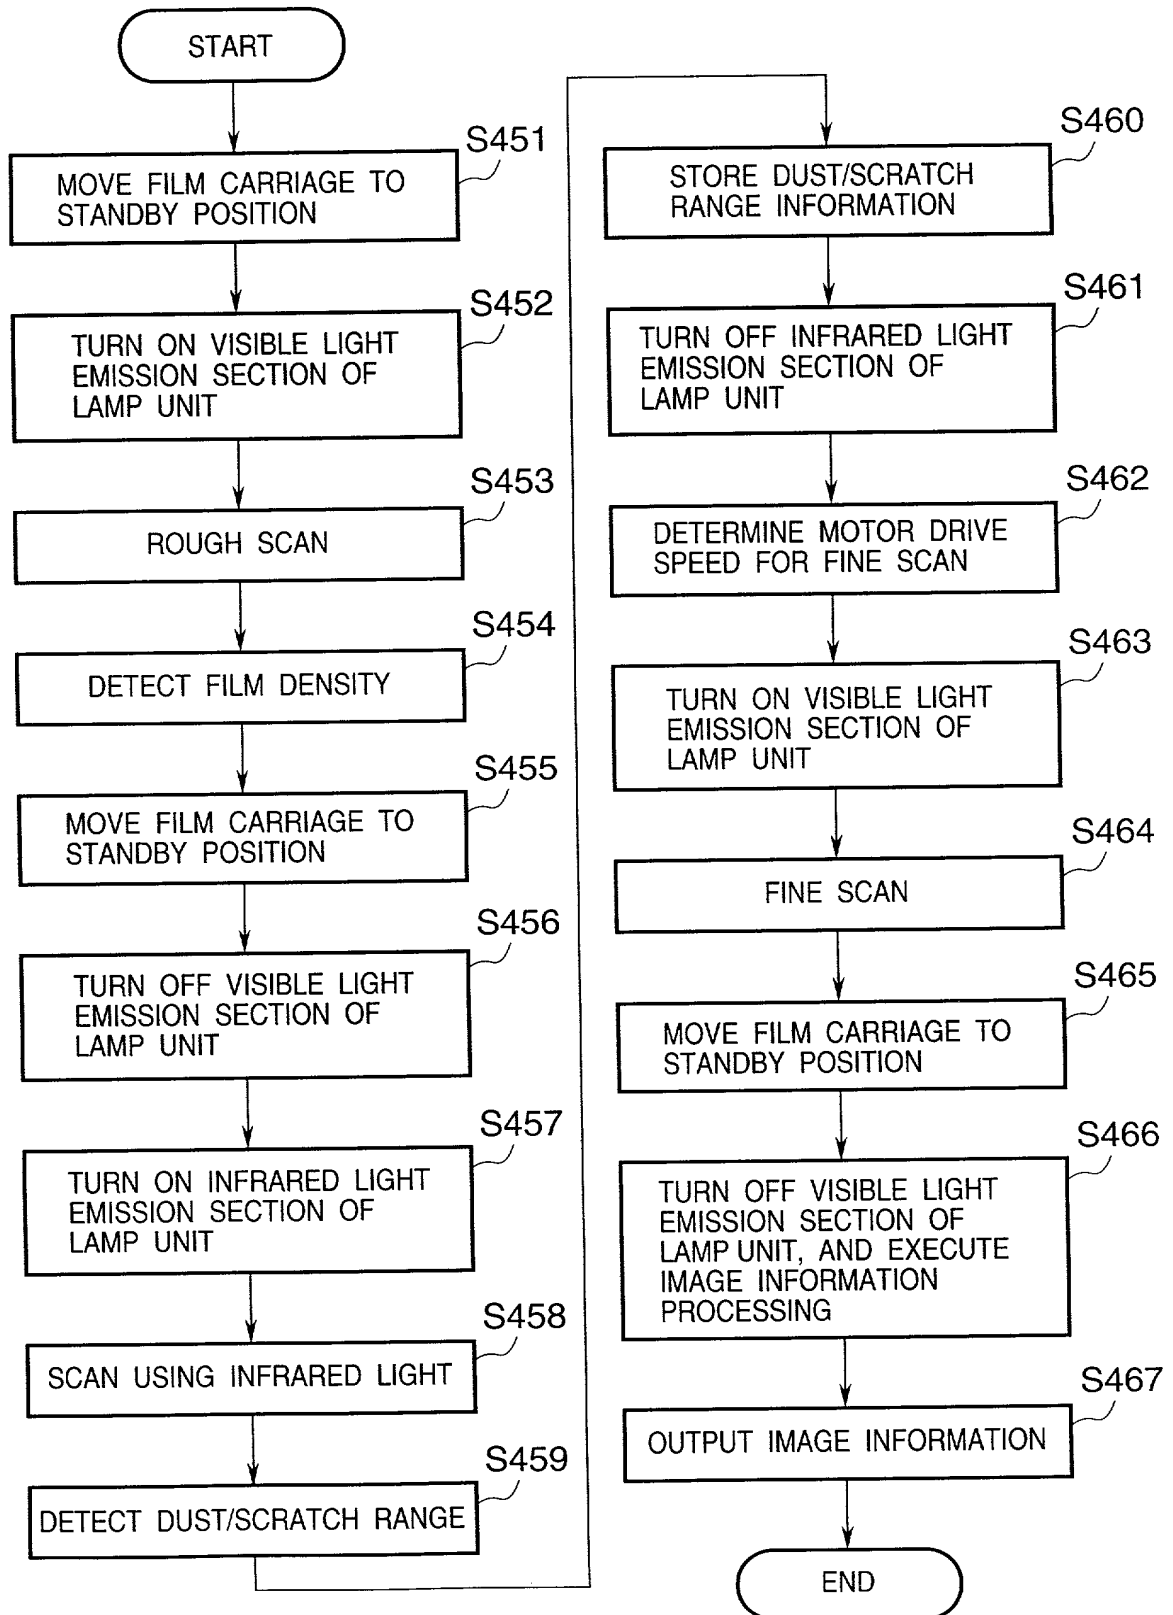 START
S451
MOVE FILM CARRIAGE TO
STANDBY POSITION
S452
TURN ON VISIBLE LIGHT
EMISSION SECTION OF
LAMP UNIT
S453
ROUGH SCAN
S454
DETECT FILM DENSITY
S455
MOVE FILM CARRIAGE TO
STANDBY POSITION
S456
TURN OFF VISIBLE LIGHT
EMISSION SECTION OF
LAMP UNIT
S457
TURN ON INFRARED LIGHT
EMISSION SECTION OF
LAMP UNIT
S458
SCAN USING INFRARED LIGHT
S459
DETECT DUST/SCRATCH RANGE
S460
STORE DUST/SCRATCH
RANGE INFORMATION
S461
TURN OFF INFRARED LIGHT
EMISSION SECTION OF
LAMP UNIT
S462
DETERMINE MOTOR DRIVE
SPEED FOR FINE SCAN
S463
TURN ON VISIBLE LIGHT
EMISSION SECTION OF
LAMP UNIT
S464
FINE SCAN
S465
MOVE FILM CARRIAGE TO
STANDBY POSITION
S466
TURN OFF VISIBLE LIGHT
EMISSION SECTION OF
LAMP UNIT, AND EXECUTE
IMAGE INFORMATION
PROCESSING
S467
OUTPUT IMAGE INFORMATION
END